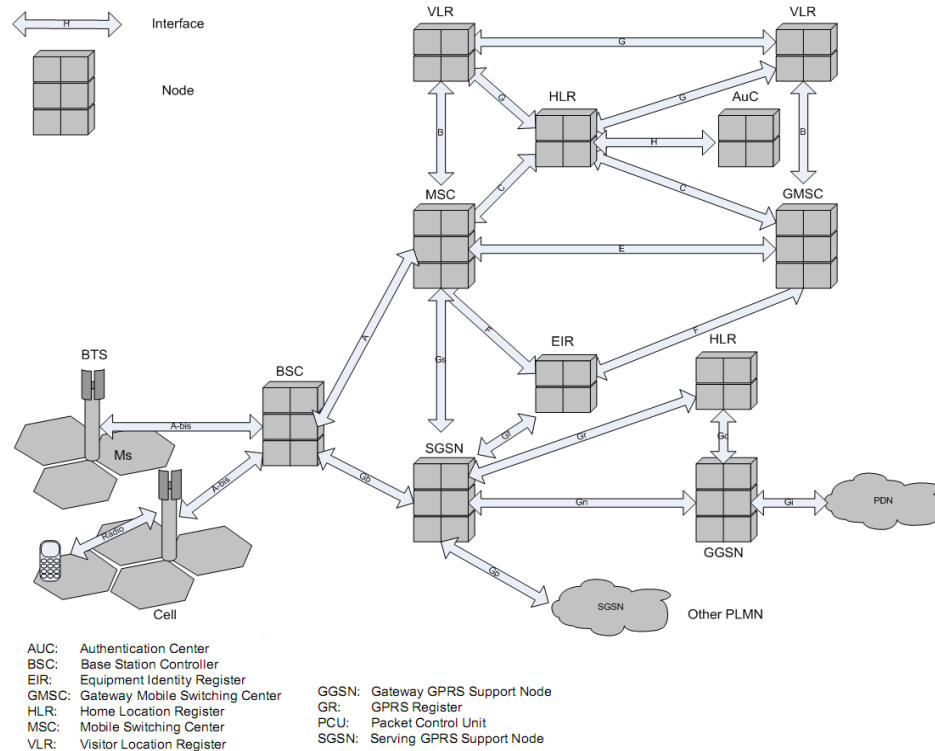 H
Interface
Node
VLR
VLR
G
G
G
HLR
AuC
H
B
B
C
C
MSC
GMSC
E
A
F
F
Gs
EIR
HLR
BTS
BSC
A-bis
Ms
A-bis
Radio
Cell
Gb
Gf
Gr
Gc
SGSN
Gn
Gi
PDN
GGSN
Gp
SGSN
Other PLMN
AUC: Authentication Center
BSC: Base Station Controller
EIR: Equipment Identity Register
GMSC: Gateway Mobile Switching Center
HLR: Home Location Register
MSC: Mobile Switching Center
VLR: Visitor Location Register
GGSN: Gateway GPRS Support Node
GR: GPRS Register
PCU: Packet Control Unit
SGSN: Serving GPRS Support Node